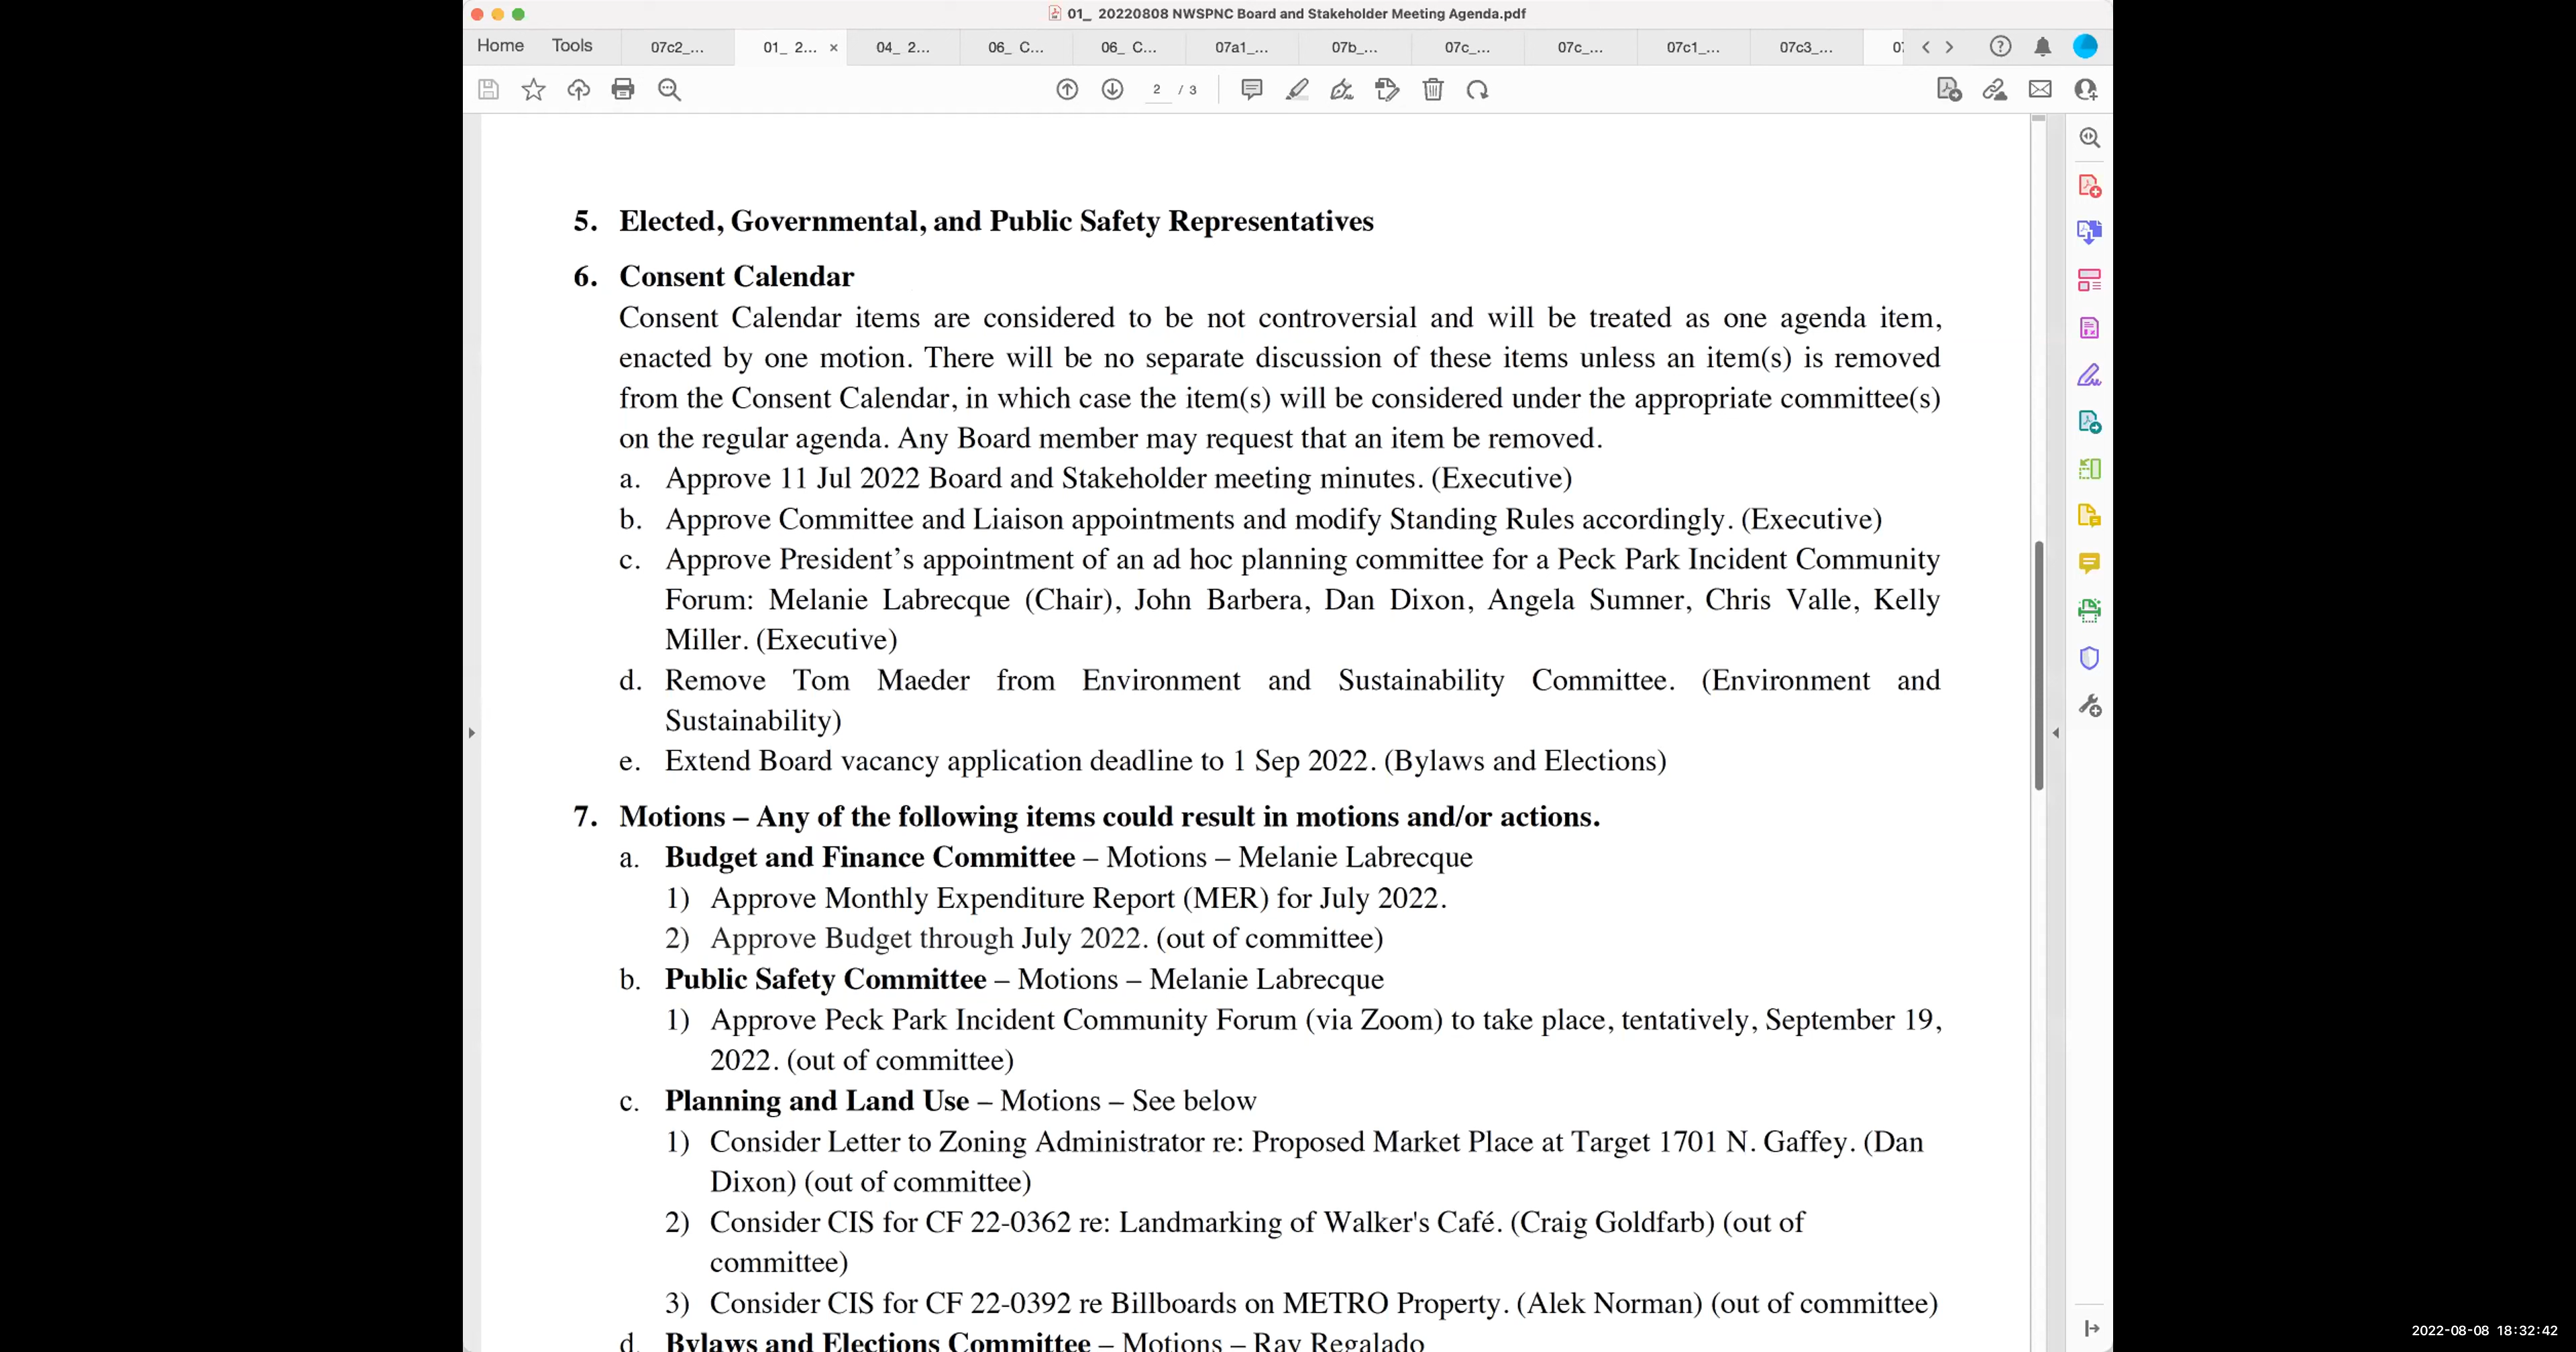 01_ 20220808 NWSPNC Board and Stakeholder Meeting Agenda.pdf
Home Tools 07c2_... 01_ 2... × 04_ 2... 06_ C... 06_ C... 07a1_... 07b_... 07c_... 07c_... 07c1_... 07c3_...
2 / 3
5. Elected, Governmental, and Public Safety Representatives
6. Consent Calendar
Consent Calendar items are considered to be not controversial and will be treated as one agenda item,
enacted by one motion. There will be no separate discussion of these items unless an item(s) is removed
from the Consent Calendar, in which case the item(s) will be considered under the appropriate committee(s)
on the regular agenda. Any Board member may request that an item be removed.
a. Approve 11 Jul 2022 Board and Stakeholder meeting minutes. (Executive)
b. Approve Committee and Liaison appointments and modify Standing Rules accordingly. (Executive)
c. Approve President’s appointment of an ad hoc planning committee for a Peck Park Incident Community
Forum: Melanie Labrecque (Chair), John Barbera, Dan Dixon, Angela Sumner, Chris Valle, Kelly
Miller. (Executive)
d. Remove Tom Maeder from Environment and Sustainability Committee. (Environment and
Sustainability)
e. Extend Board vacancy application deadline to 1 Sep 2022. (Bylaws and Elections)
7. Motions – Any of the following items could result in motions and/or actions.
a. Budget and Finance Committee – Motions – Melanie Labrecque
1) Approve Monthly Expenditure Report (MER) for July 2022.
2) Approve Budget through July 2022. (out of committee)
b. Public Safety Committee – Motions – Melanie Labrecque
1) Approve Peck Park Incident Community Forum (via Zoom) to take place, tentatively, September 19,
2022. (out of committee)
c. Planning and Land Use – Motions – See below
1) Consider Letter to Zoning Administrator re: Proposed Market Place at Target 1701 N. Gaffey. (Dan
Dixon) (out of committee)
2) Consider CIS for CF 22-0362 re: Landmarking of Walker's Café. (Craig Goldfarb) (out of
committee)
3) Consider CIS for CF 22-0392 re Billboards on METRO Property. (Alek Norman) (out of committee)
d. Bylaws and Elections Committee – Motions – Ray Regalado
2022-08-08 18:32:42